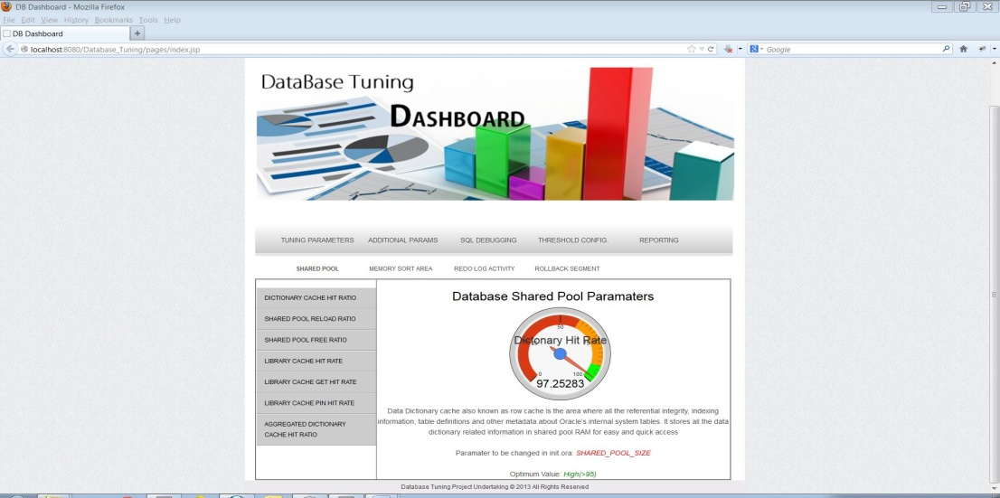 DB Dashboard - Mozilla Firefox
File Edit View History Bookmarks Tools Help
DB Dashboard +
localhost:8080/Database_Tuning/pages/index.jsp
Google
DataBase Tuning
DASHBOARD
TUNING PARAMETERS ADDITIONAL PARAMS SQL DEBUGGING THRESHOLD CONFIG. REPORTING
SHARED POOL MEMORY SORT AREA REDO LOG ACTIVITY ROLLBACK SEGMENT
DICTIONARY CACHE HIT RATIO
SHARED POOL RELOAD RATIO
SHARED POOL FREE RATIO
LIBRARY CACHE HIT RATE
LIBRARY CACHE GET HIT RATE
LIBRARY CACHE PIN HIT RATE
AGGREGATED DICTIONARY
CACHE HIT RATIO
Database Shared Pool Paramaters
50
Dictonary Hit Rate
0 100
97.25283
Data Dictionary cache also known as row cache is the area where all the referential integrity, indexing
information, table definitions and other metadata about Oracle's internal system tables. It stores all the data
dictionary related information in shared pool RAM for easy and quick access
Paramater to be changed in init.ora: SHARED_POOL_SIZE
Optimum Value: High(>95)
Database Tuning Project Undertaking © 2013 All Rights Reserved